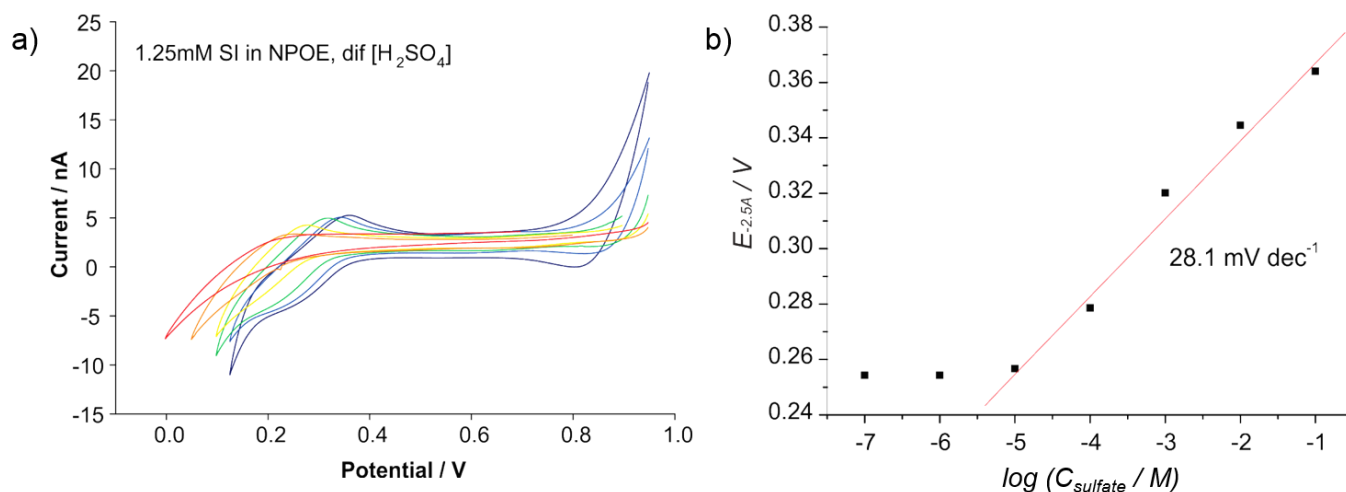 a)
1.25mM SI in NPOE, dif [H₂SO₄]
Current / nA
25
20
15
10
5
0
-5
-10
-15
0.0 0.2 0.4 0.6 0.8 1.0
Potential / V
b)
E-2.5A / V
0.38
0.36
0.34
0.32
0.30
0.28
0.26
0.24
28.1 mV dec⁻¹
-7 -6 -5 -4 -3 -2 -1
log (Csulfate / M)